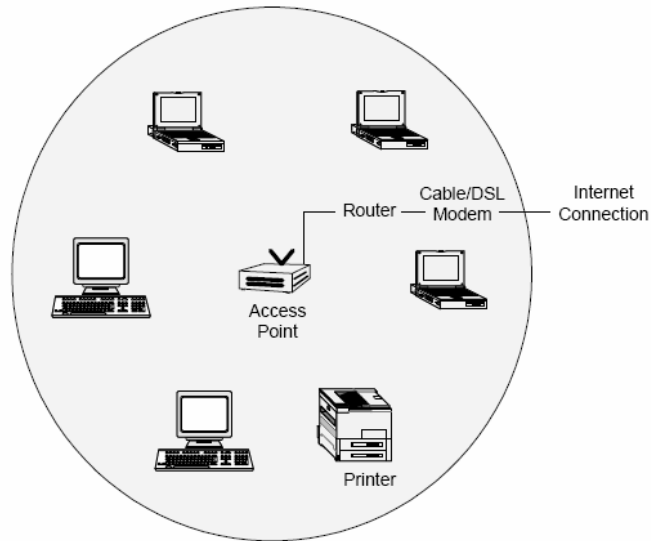 Router
Cable/DSL
Modem
Internet
Connection
Access
Point
Printer